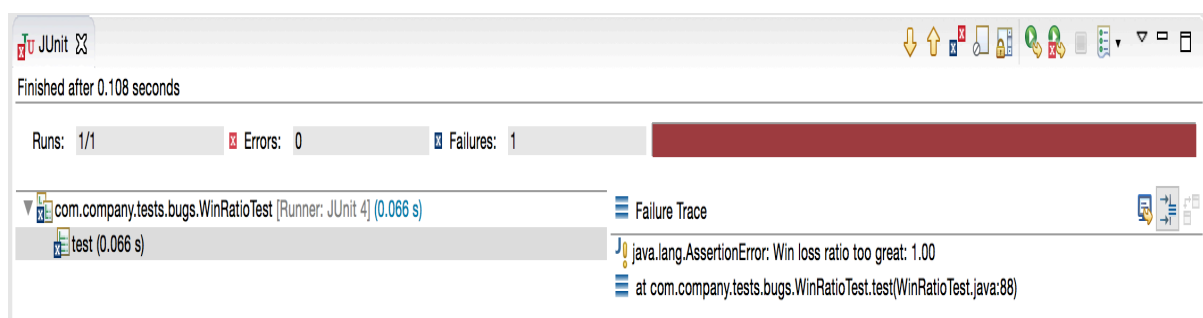 JUnit
Finished after 0.108 seconds
Runs: 1/1 Errors: 0 Failures: 1
com.company.tests.bugs.WinRatioTest [Runner: JUnit 4] (0.066 s)
test (0.066 s)
Failure Trace
java.lang.AssertionError: Win loss ratio too great: 1.00
at com.company.tests.bugs.WinRatioTest.test(WinRatioTest.java:88)